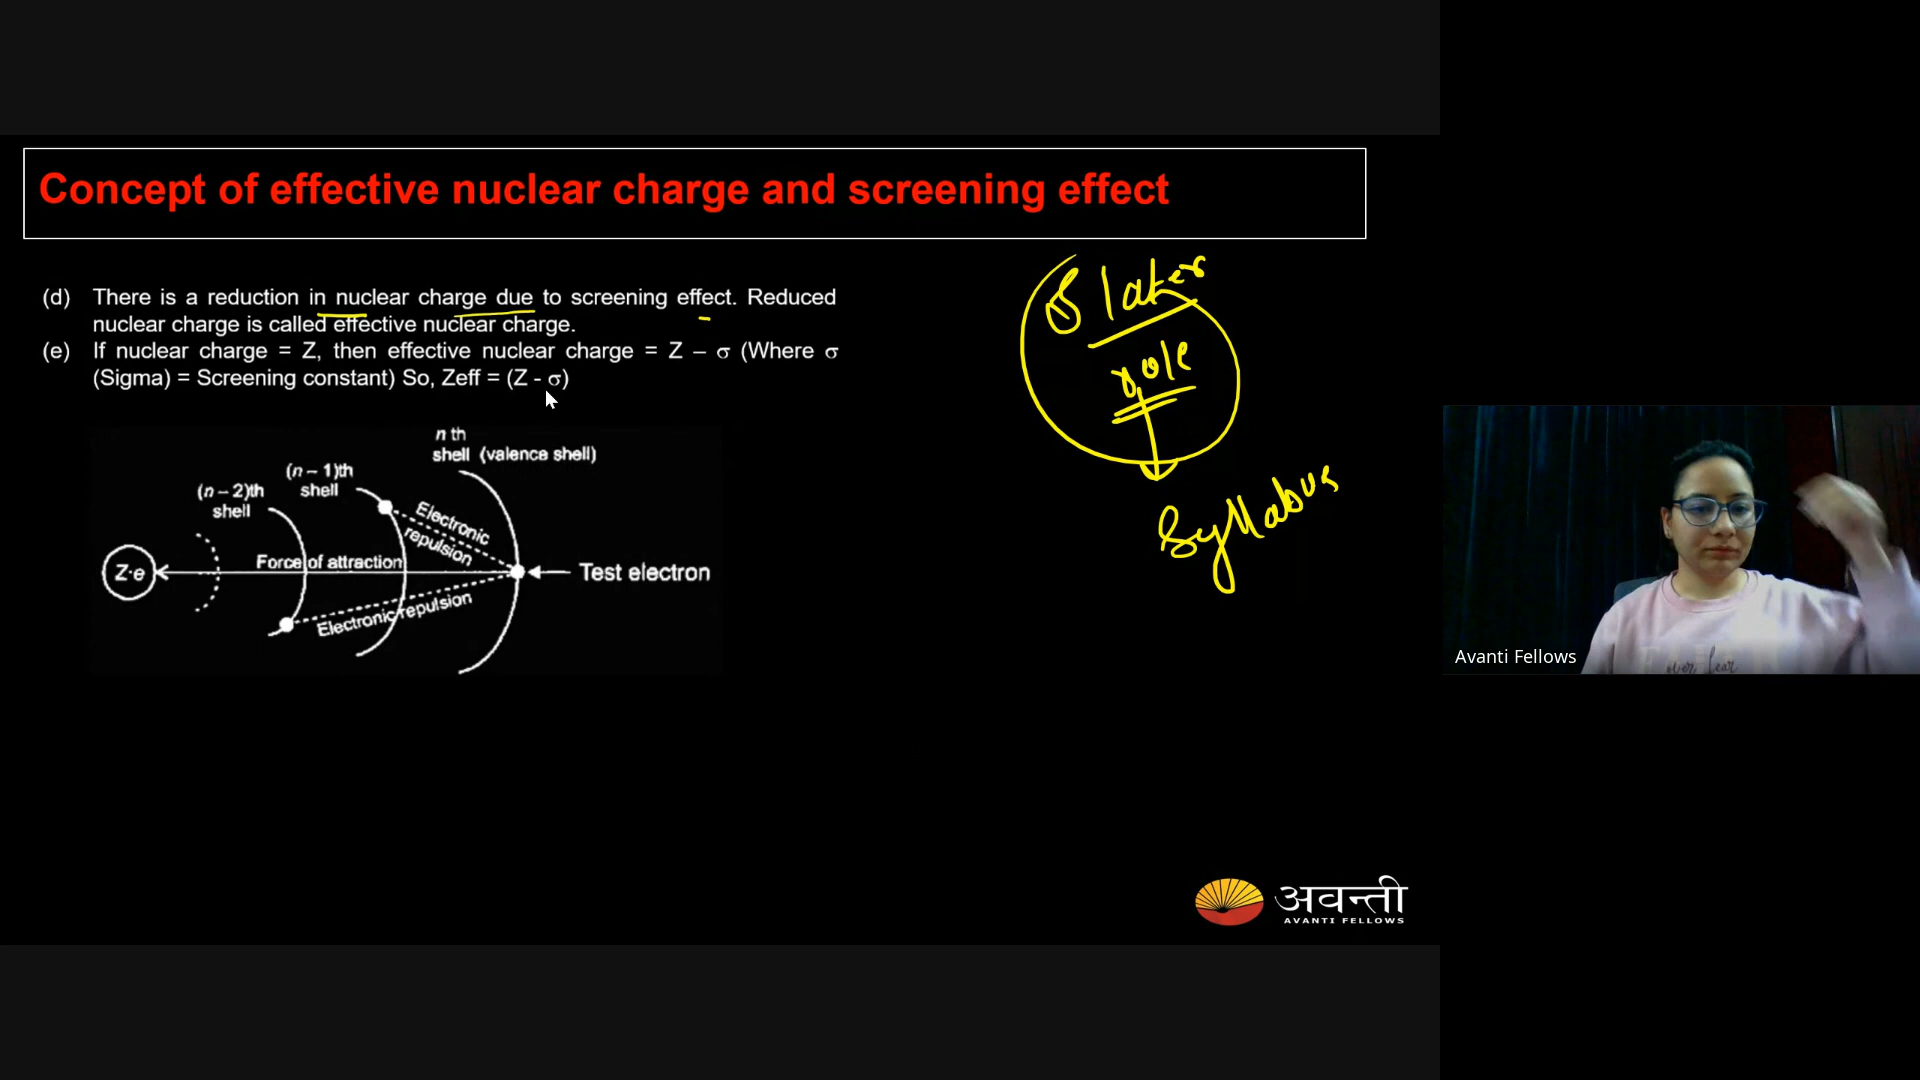 Concept of effective nuclear charge and screening effect
(d) There is a reduction in nuclear charge due to screening effect. Reduced
nuclear charge is called effective nuclear charge.
(e) If nuclear charge = Z, then effective nuclear charge = Z – σ (Where σ
(Sigma) = Screening constant) So, Zeff = (Z - σ)
n th
shell (valence shell)
(n – 1)th
shell
(n – 2)th
shell
Electronic
repulsion
Force of attraction
Z·e
Test electron
Electronic repulsion
Slater
rule
Syllabus
Avanti Fellows
अवन्ती
AVANTI FELLOWS